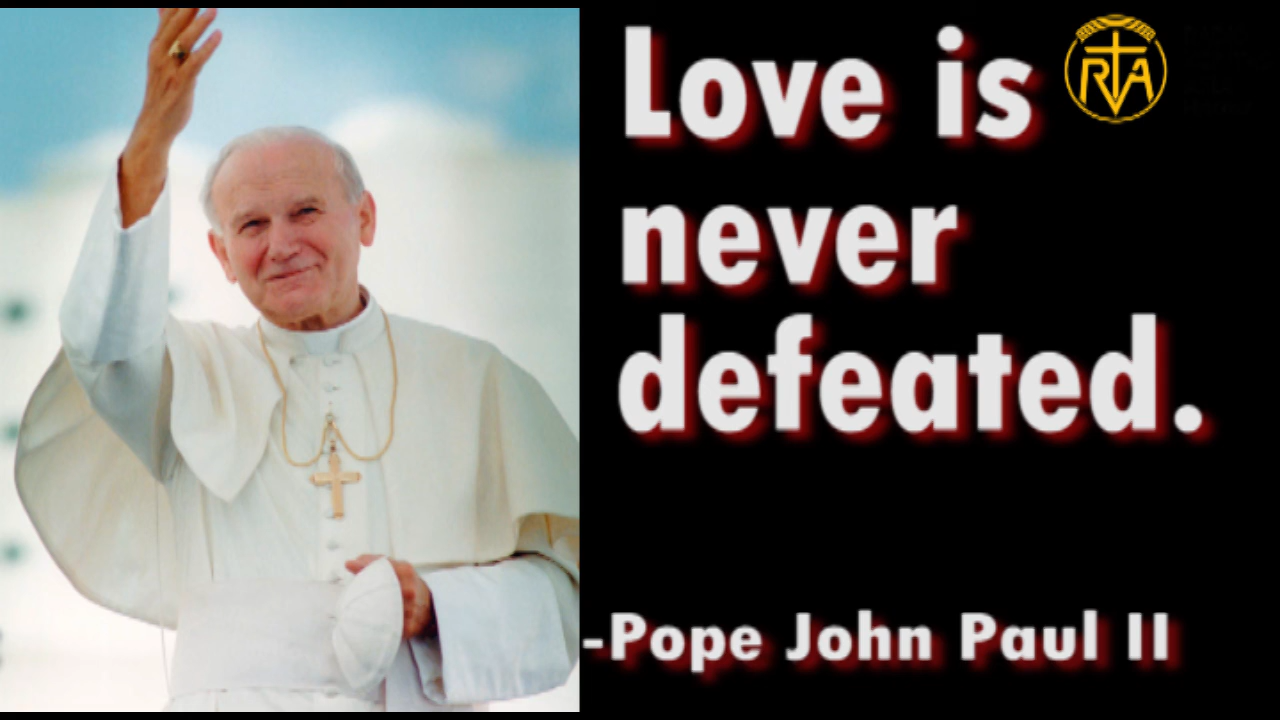 Love is
RTA
never
defeated.
-Pope John Paul II